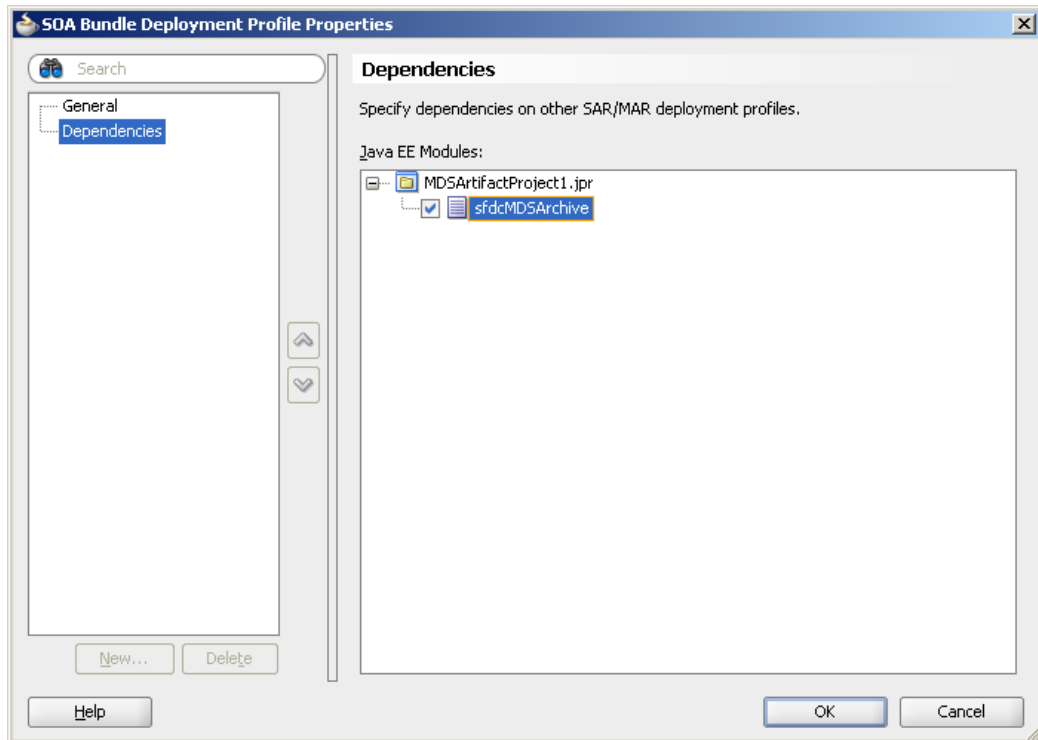 SOA Bundle Deployment Profile Properties
Search
General
Dependencies
New...
Delete
Dependencies
Specify dependencies on other SAR/MAR deployment profiles.
Java EE Modules:
MDSArtifactProject1.jpr
sfdcMDSArchive
Help
OK
Cancel